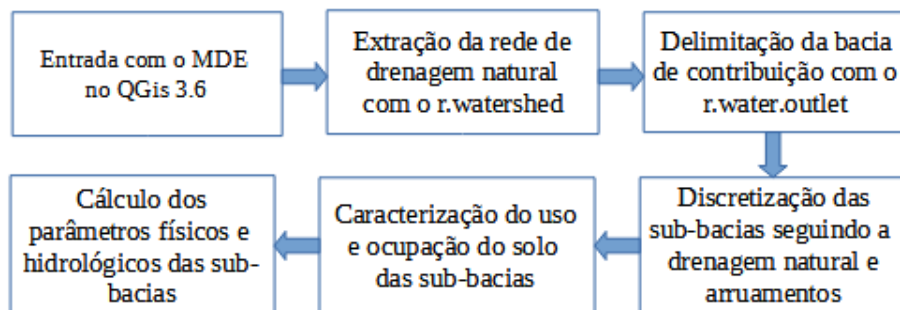 Entrada com o MDE
no QGis 3.6
Extração da rede de
drenagem natural
com o r.watershed
Delimitação da bacia
de contribuição com o
r.water.outlet
Discretização das
sub-bacias seguindo a
drenagem natural e
arruamentos
Caracterização do uso
e ocupação do solo
das sub-bacias
Cálculo dos
parâmetros físicos e
hidrológicos das sub-
bacias